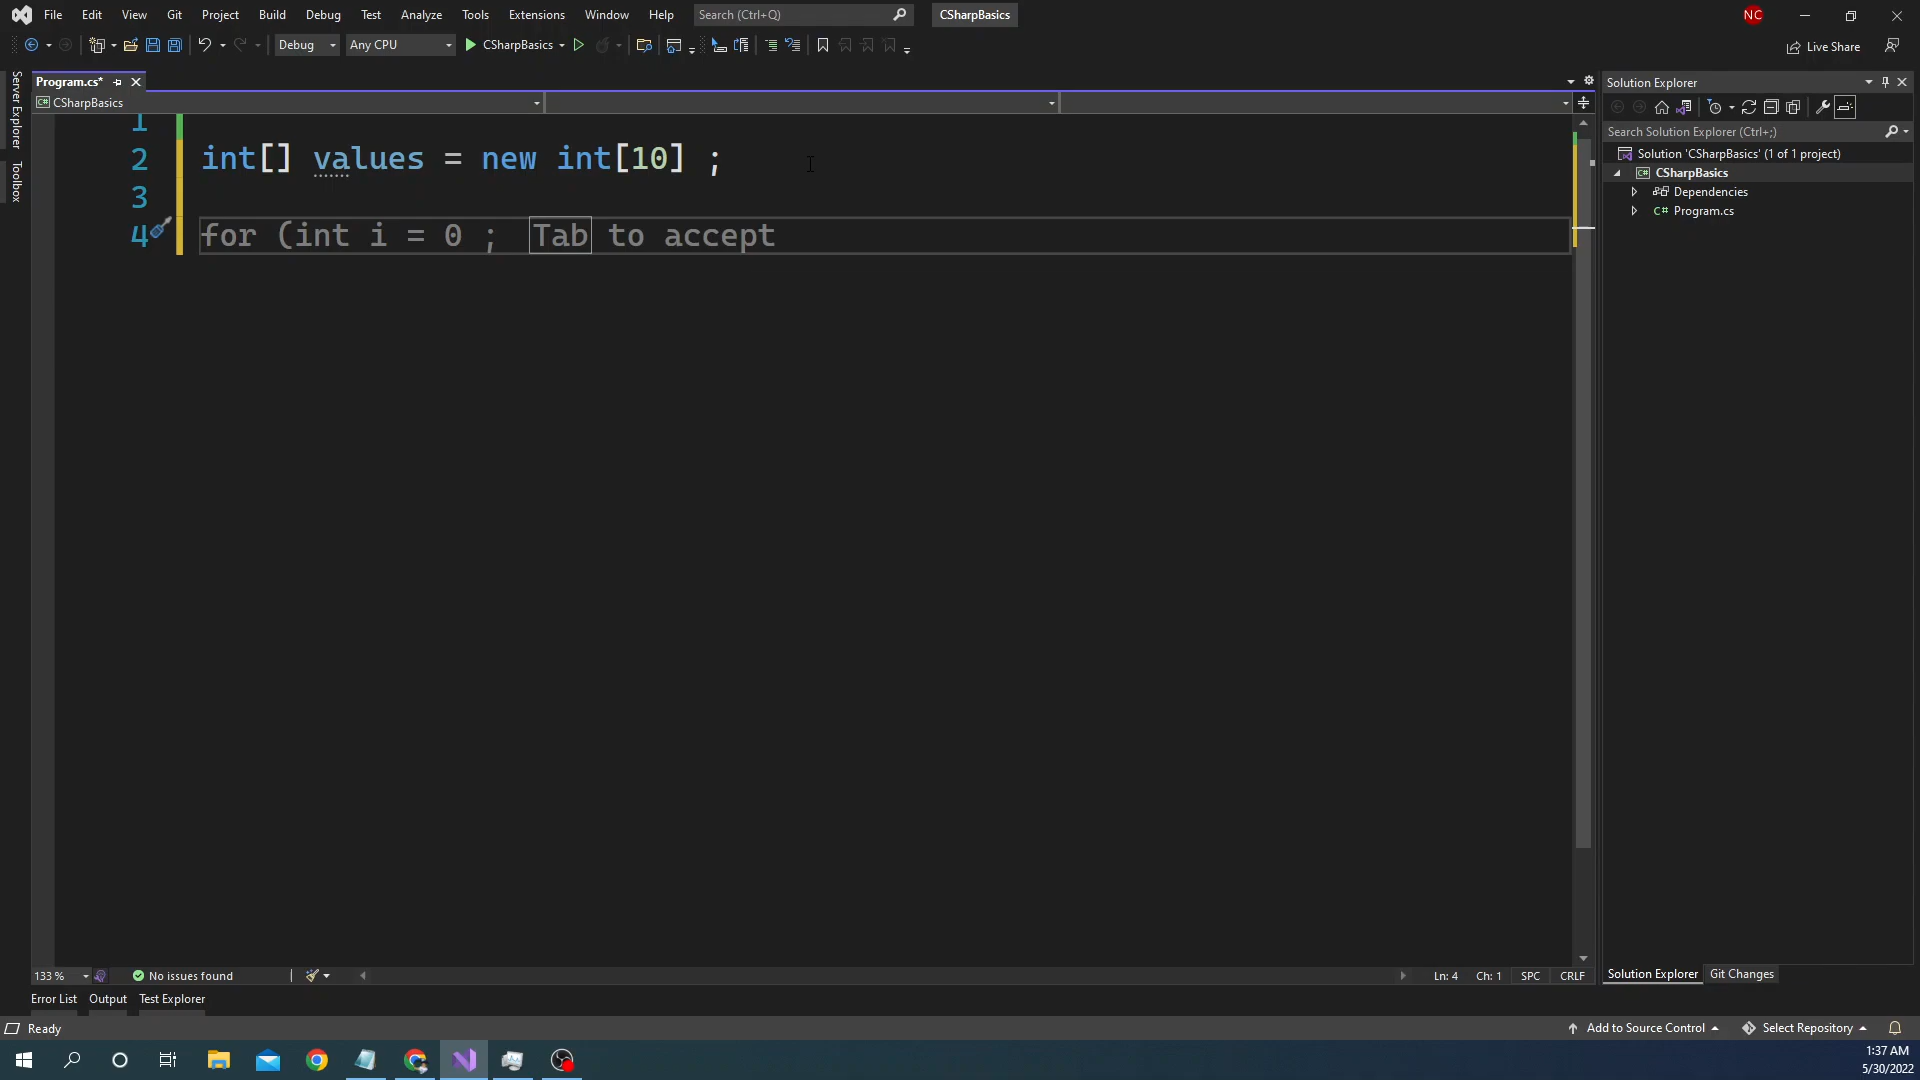 File Edit View Git Project Build Debug Test Analyze Tools Extensions Window Help Search (Ctrl+Q) CSharpBasics NC
Debug Any CPU CSharpBasics Live Share
Server Explorer
Toolbox
Program.cs*
CSharpBasics
1
2 int[] values = new int[10] ;
3
4 for (int i = 0 ; Tab to accept
133 % No issues found Ln: 4 Ch: 1 SPC CRLF
Error List Output Test Explorer
Solution Explorer
Search Solution Explorer (Ctrl+;)
Solution 'CSharpBasics' (1 of 1 project)
C# CSharpBasics
Dependencies
C# Program.cs
Solution Explorer Git Changes
Ready Add to Source Control Select Repository
1:37 AM
5/30/2022